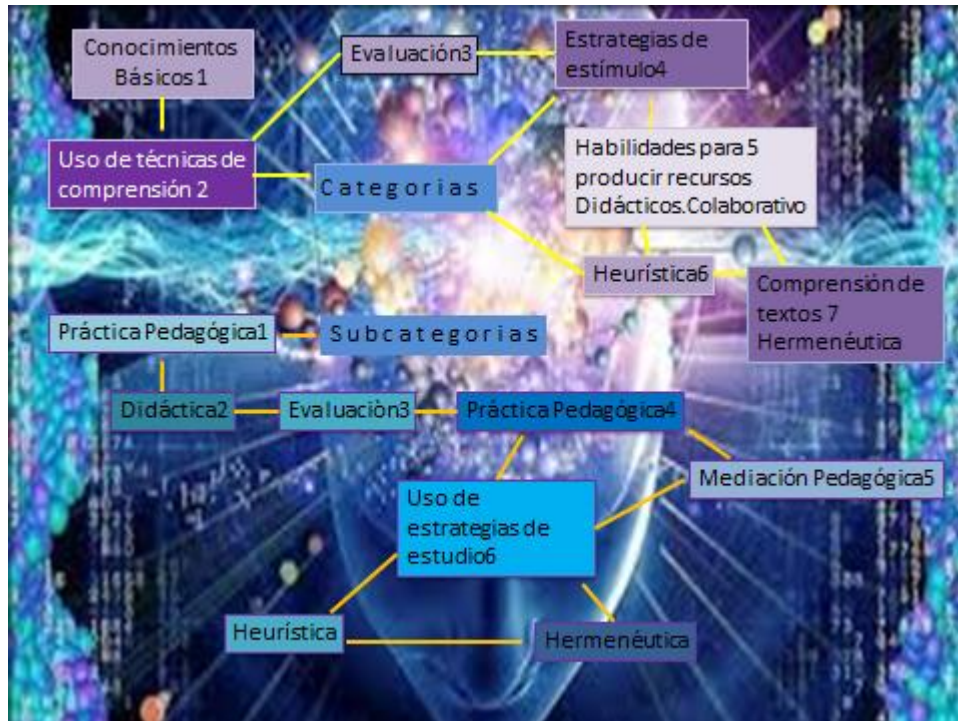 Conocimientos
Básicos 1
Evaluación3
Estrategias de
estímulo4
Uso de técnicas de
comprensión 2
Categorias
Habilidades para 5
producir recursos
Didácticos.Colaborativo
Heurística6
Comprensión de
textos 7
Hermenéutica
Práctica Pedagógica1
Subcategorias
Didáctica2
Evaluaciòn3
Práctica Pedagógica4
Mediación Pedagógica5
Uso de
estrategias de
estudio6
Heurística
Hermenéutica